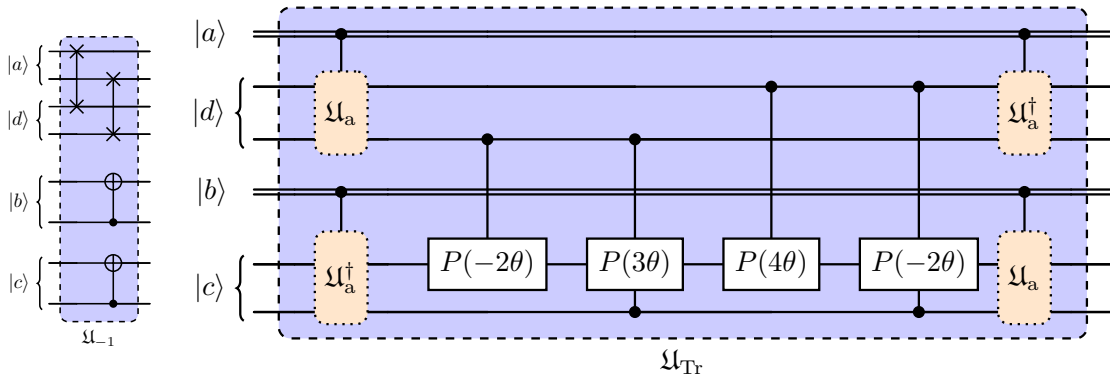 |a⟩
|d⟩
|b⟩
|c⟩
𝔘₋₁
|a⟩
|d⟩
|b⟩
|c⟩
𝔘ₐ
𝔘ₐ†
𝔘ₐ†
P(−2θ)
P(3θ)
P(4θ)
P(−2θ)
𝔘ₐ
𝔘_Tr